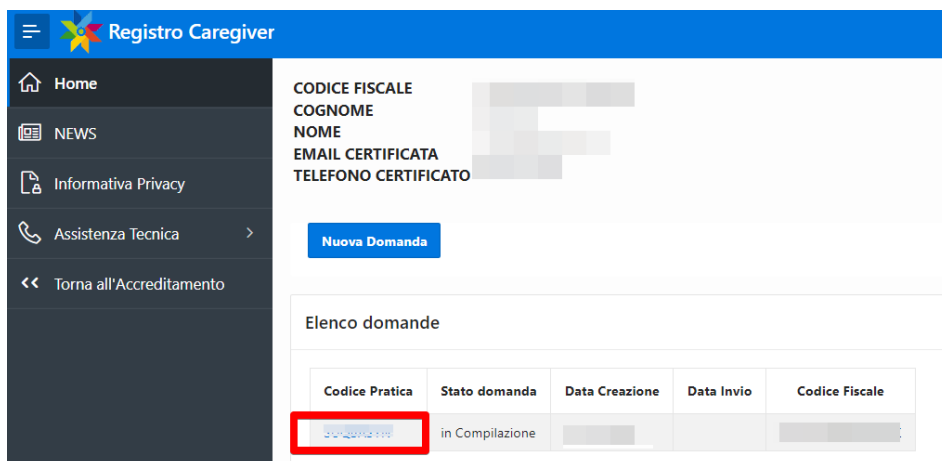 Registro Caregiver
Home
NEWS
Informativa Privacy
Assistenza Tecnica
Torna all'Accreditamento
CODICE FISCALE
COGNOME
NOME
EMAIL CERTIFICATA
TELEFONO CERTIFICATO
Nuova Domanda
Elenco domande
Codice Pratica Stato domanda Data Creazione Data Invio Codice Fiscale
in Compilazione